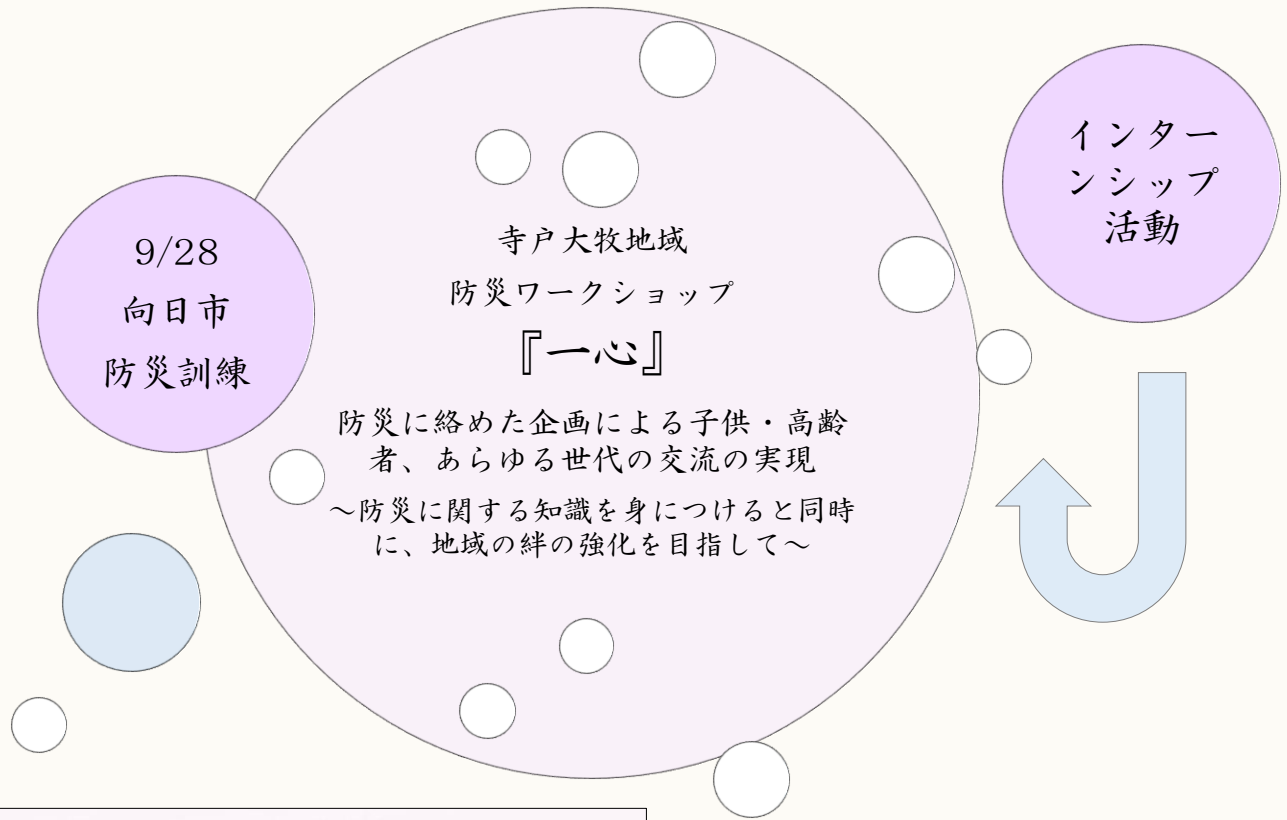 インター
ンシップ
活動
9/28
向日市
防災訓練
寺戸大牧地域
防災ワークショップ
『一心』
防災に絡めた企画による子供・高齢
者、あらゆる世代の交流の実現
～防災に関する知識を身につけると同時
に、地域の絆の強化を目指して～